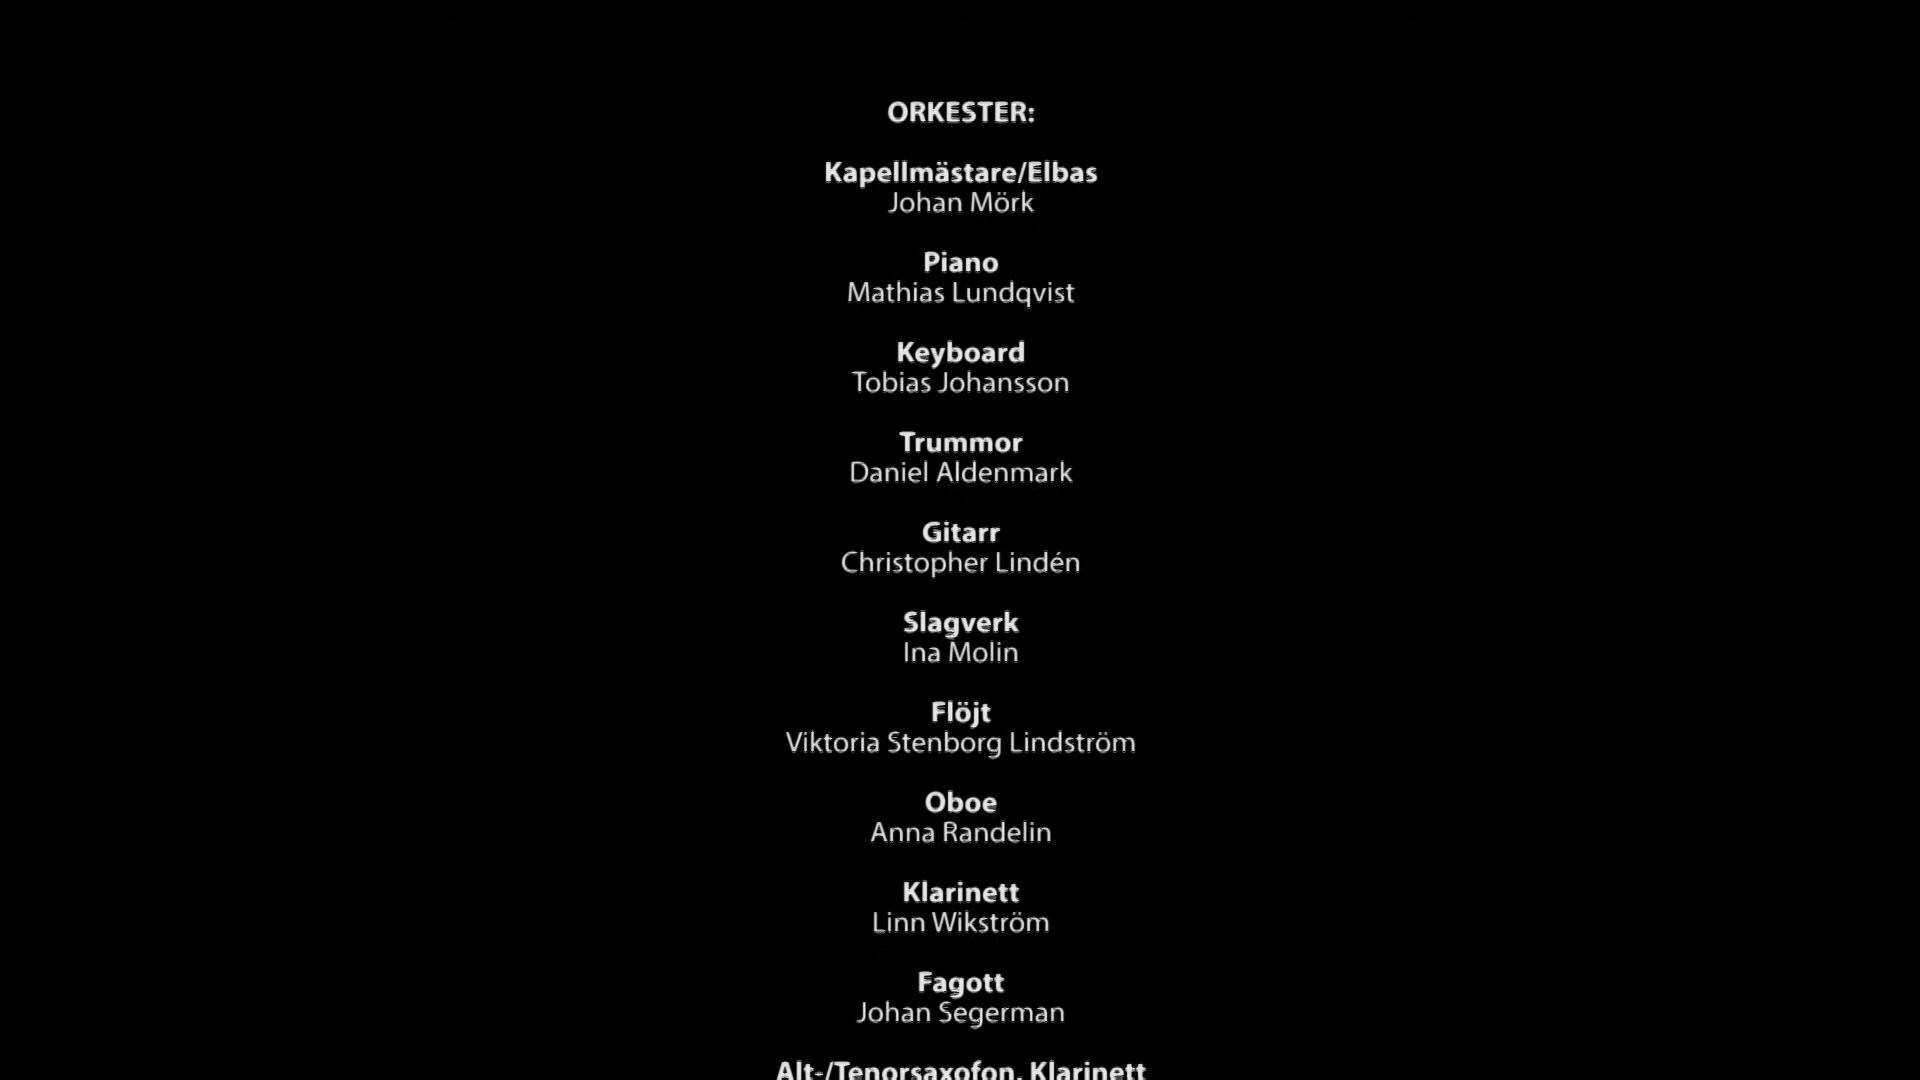 ORKESTER:
Kapellmästare/Elbas
Johan Mörk
Piano
Mathias Lundqvist
Keyboard
Tobias Johansson
Trummor
Daniel Aldenmark
Gitarr
Christopher Lindén
Slagverk
Ina Molin
Flöjt
Viktoria Stenborg Lindström
Oboe
Anna Randelin
Klarinett
Linn Wikström
Fagott
Johan Segerman
Alt-/Tenorsaxofon, Klarinett